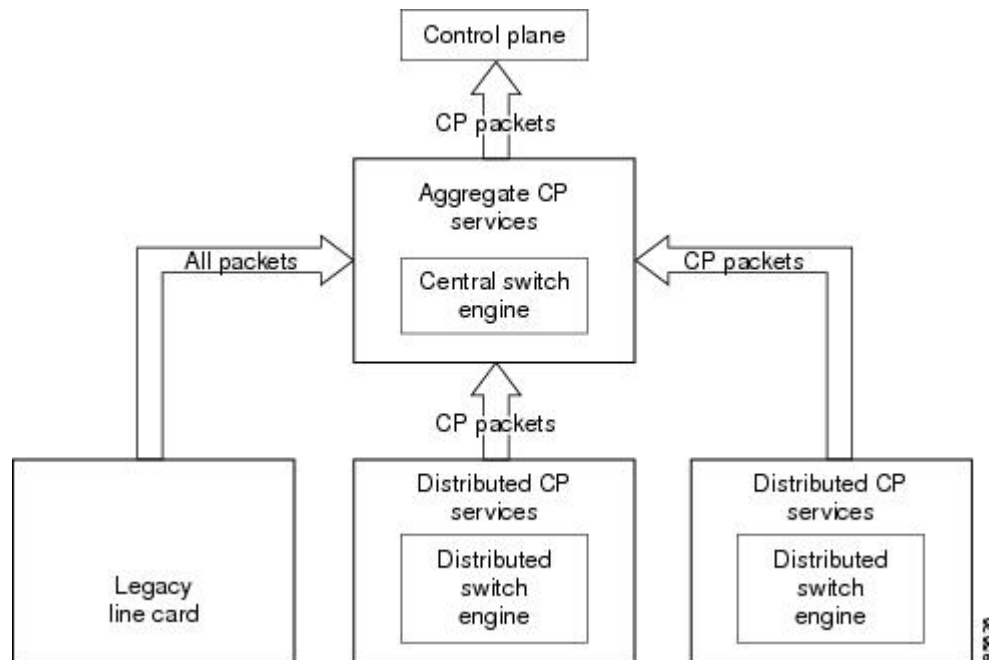 Control plane
CP packets
Aggregate CP
services
All packets
CP packets
Central switch
engine
CP packets
Distributed CP
services
Distributed CP
services
Distributed
switch
engine
Distributed
switch
engine
Legacy
line card